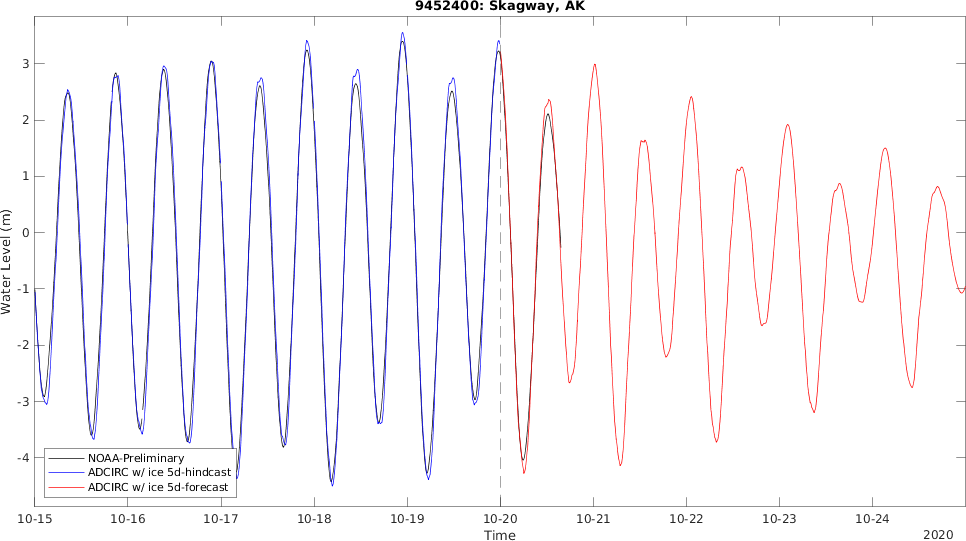 9452400: Skagway, AK
Water Level (m)
3
2
1
0
-1
-2
-3
-4
NOAA-Preliminary
ADCIRC w/ ice 5d-hindcast
ADCIRC w/ ice 5d-forecast
10-15 10-16 10-17 10-18 10-19 10-20 10-21 10-22 10-23 10-24
Time
2020